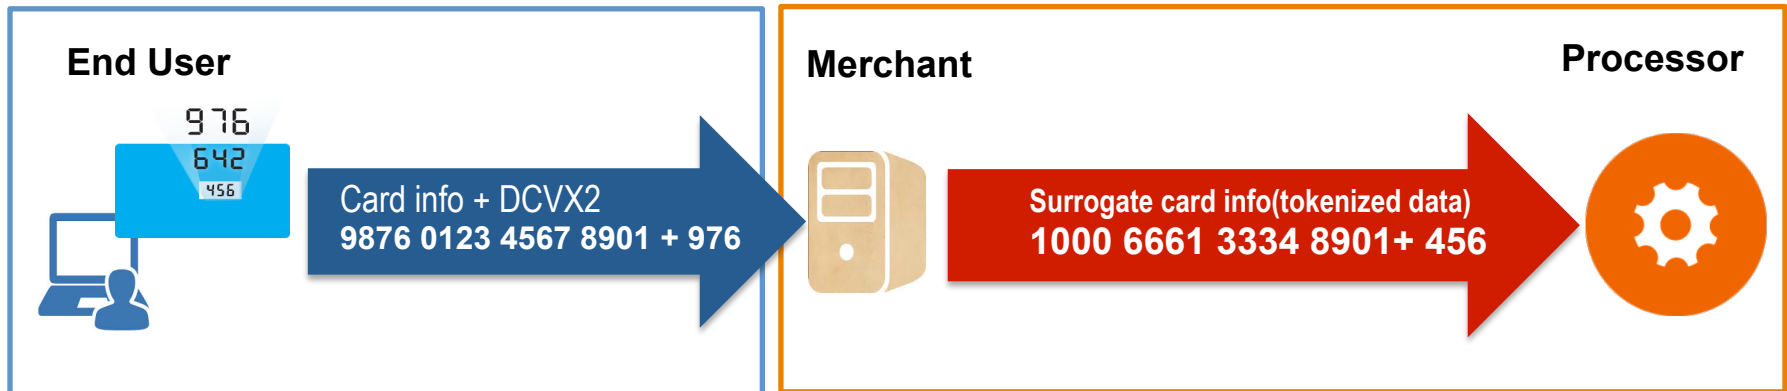 End User
976
642
456
Card info + DCVX2
9876 0123 4567 8901 + 976
Merchant
Processor
Surrogate card info(tokenized data)
1000 6661 3334 8901+ 456